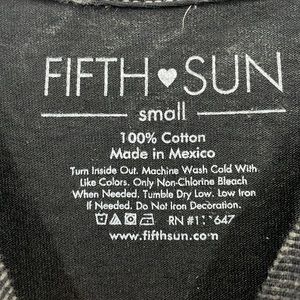 FIFTH♥SUN
small
100% Cotton
Made in Mexico
Turn Inside Out. Machine Wash Cold With
Like Colors. Only Non-Chlorine Bleach
When Needed. Tumble Dry Low. Low Iron
If Needed. Do Not Iron Decoration.
www.fifthsun.com